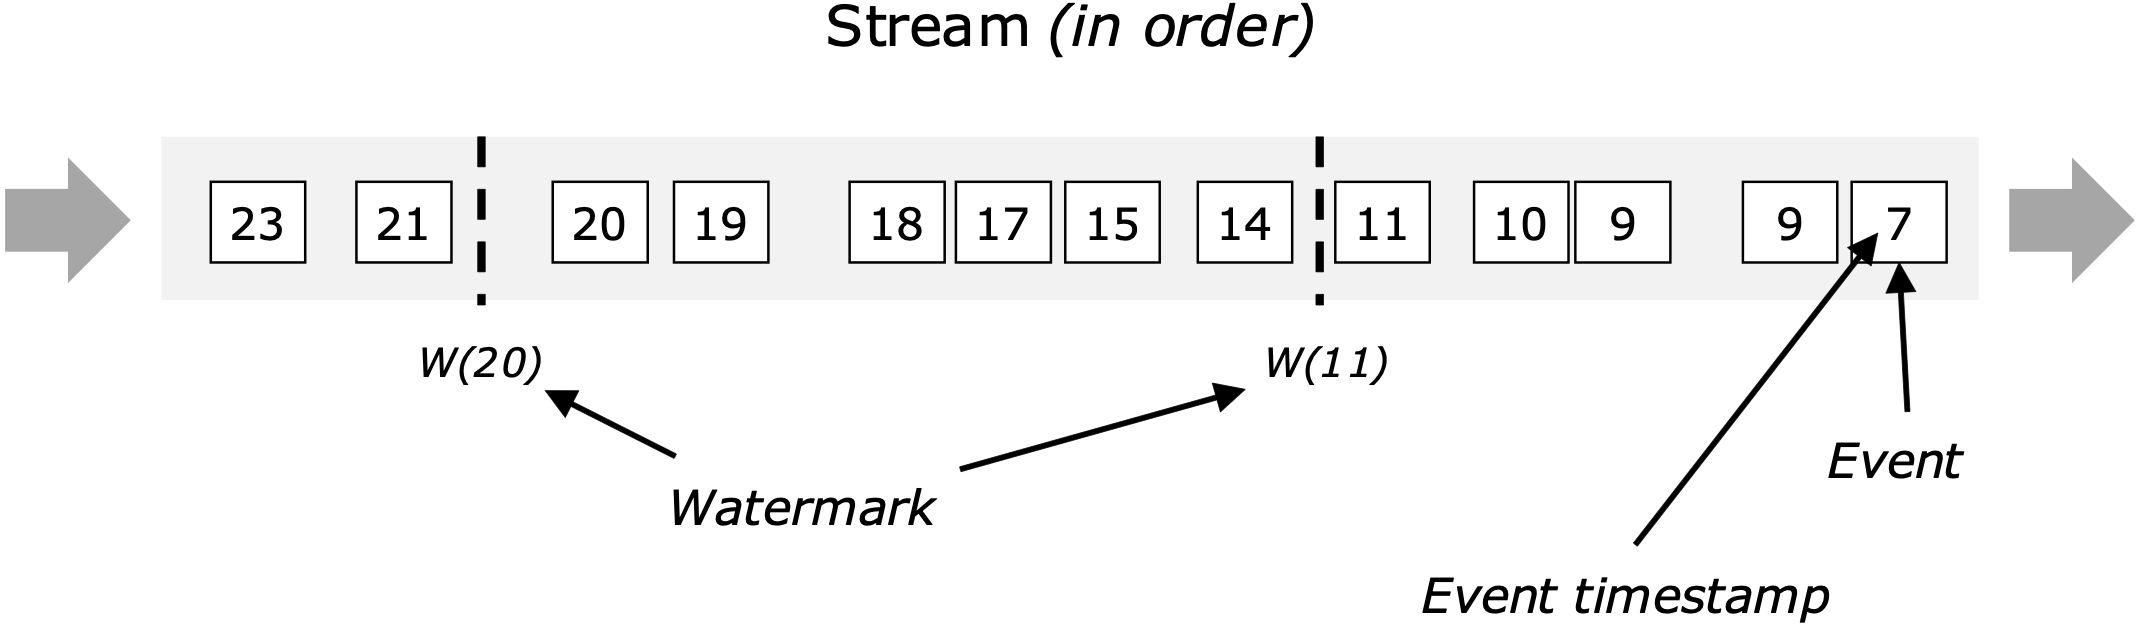 Stream (in order)
23 21 20 19 18 17 15 14 11 10 9 9 7
W(20) W(11)
Watermark
Event
Event timestamp